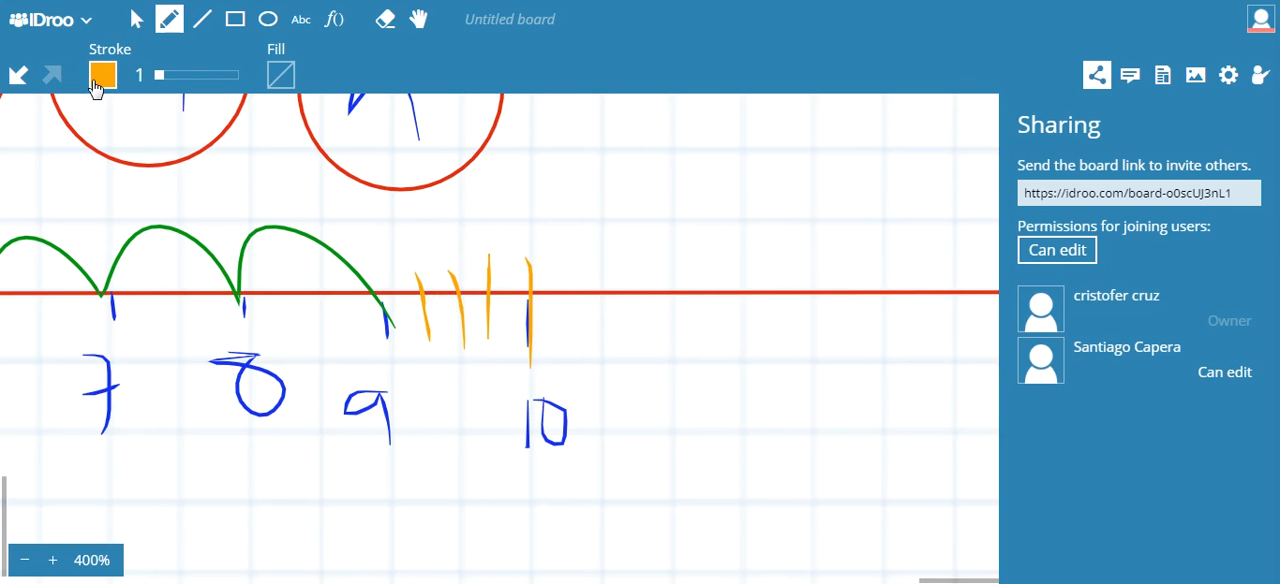 IDroo
Abc
f()
Untitled board
Stroke
Fill
1
Sharing
Send the board link to invite others.
https://idroo.com/board-o0scUJ3nL1
Permissions for joining users:
Can edit
cristofer cruz
Owner
Santiago Capera
Can edit
7 8 9 10
− + 400%